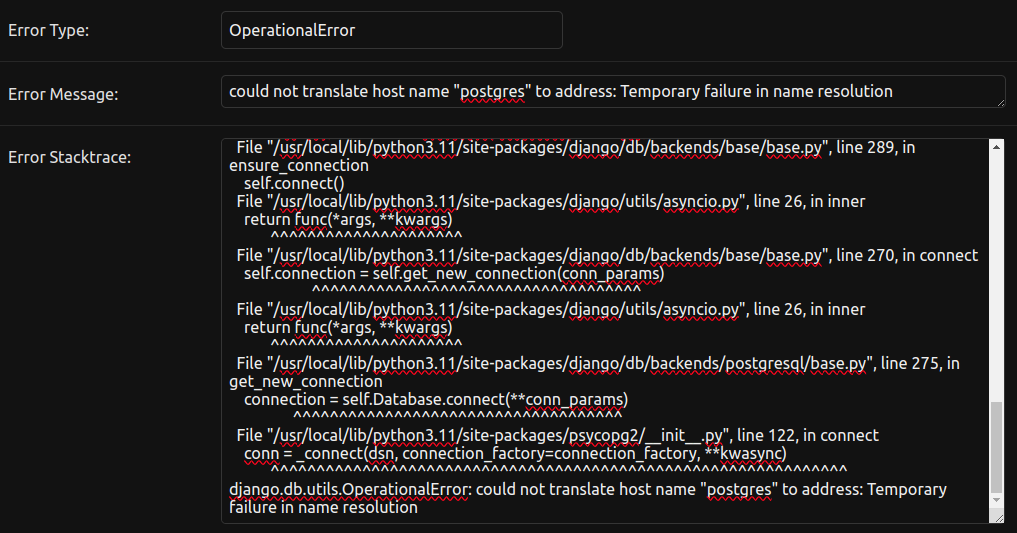 Error Type:
OperationalError
Error Message:
could not translate host name "postgres" to address: Temporary failure in name resolution
Error Stacktrace:
File "/usr/local/lib/python3.11/site-packages/django/db/backends/base/base.py", line 289, in
ensure_connection
self.connect()
File "/usr/local/lib/python3.11/site-packages/django/utils/asyncio.py", line 26, in inner
return func(*args, **kwargs)
^^^^^^^^^^^^^^^^^^^^^
File "/usr/local/lib/python3.11/site-packages/django/db/backends/base/base.py", line 270, in connect
self.connection = self.get_new_connection(conn_params)
^^^^^^^^^^^^^^^^^^^^^^^^^^^^^^^^^^^^
File "/usr/local/lib/python3.11/site-packages/django/utils/asyncio.py", line 26, in inner
return func(*args, **kwargs)
^^^^^^^^^^^^^^^^^^^^^
File "/usr/local/lib/python3.11/site-packages/django/db/backends/postgresql/base.py", line 275, in
get_new_connection
connection = self.Database.connect(**conn_params)
^^^^^^^^^^^^^^^^^^^^^^^^^^^^^^^^^^^^
File "/usr/local/lib/python3.11/site-packages/psycopg2/__init__.py", line 122, in connect
conn = _connect(dsn, connection_factory=connection_factory, **kwasync)
^^^^^^^^^^^^^^^^^^^^^^^^^^^^^^^^^^^^^^^^^^^^^^^^^^^^^^^^^^^^^^^
django.db.utils.OperationalError: could not translate host name "postgres" to address: Temporary
failure in name resolution